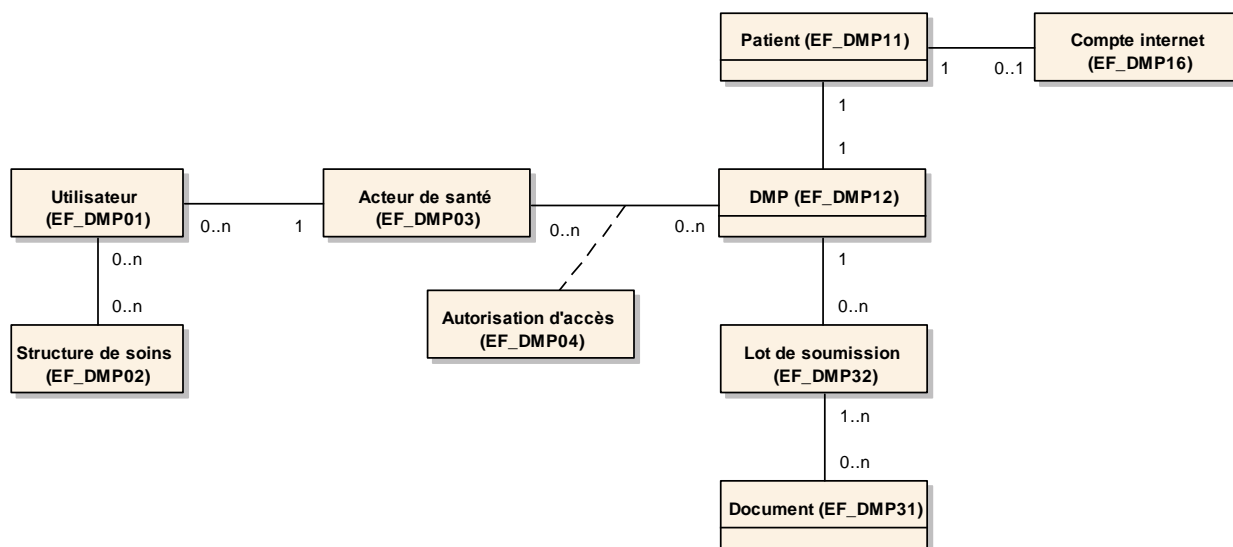 Patient (EF_DMP11)
1
0..1
Compte internet
(EF_DMP16)
1
1
Utilisateur
(EF_DMP01)
0..n
1
Acteur de santé
(EF_DMP03)
0..n
0..n
DMP (EF_DMP12)
0..n
0..n
Autorisation d'accès
(EF_DMP04)
1
0..n
Structure de soins
(EF_DMP02)
Lot de soumission
(EF_DMP32)
1..n
0..n
Document (EF_DMP31)